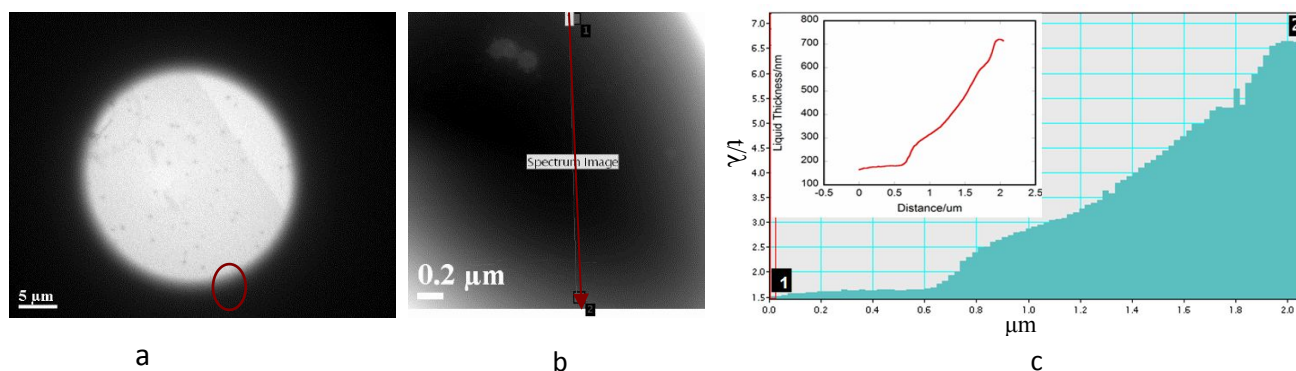 5 µm
a
1
Spectrum Image
0.2 µm
2
b
t/λ
7.0
6.5
6.0
5.5
5.0
4.5
4.0
3.5
3.0
2.5
2.0
1.5
0.0 0.2 0.4 0.6 0.8 1.0 1.2 1.4 1.6 1.8 2.0
µm
1
2
Liquid Thickness/nm
800
700
600
500
400
300
200
100
-0.5 0 0.5 1 1.5 2 2.5
Distance/um
c